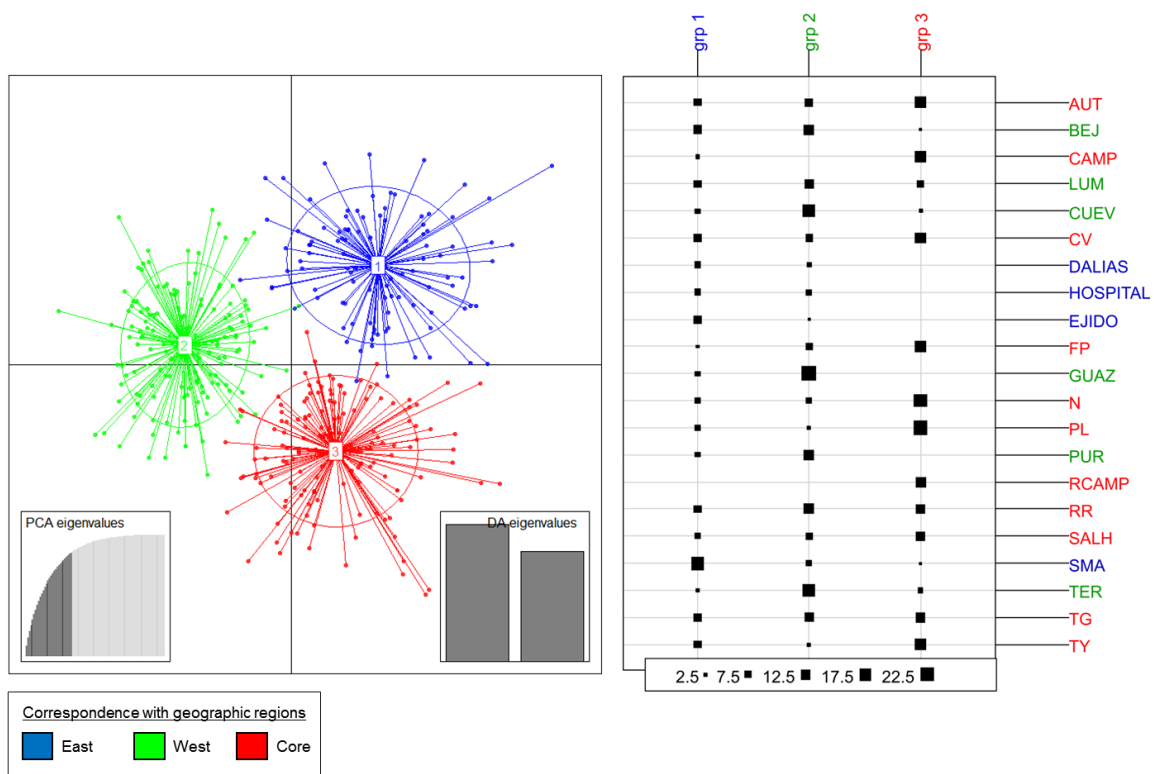 grp 1 grp 2 grp 3
1
2
3
PCA eigenvalues
DA eigenvalues
AUT
BEJ
CAMP
LUM
CUEV
CV
DALIAS
HOSPITAL
EJIDO
FP
GUAZ
N
PL
PUR
RCAMP
RR
SALH
SMA
TER
TG
TY
2.5 7.5 12.5 17.5 22.5
Correspondence with geographic regions
East West Core